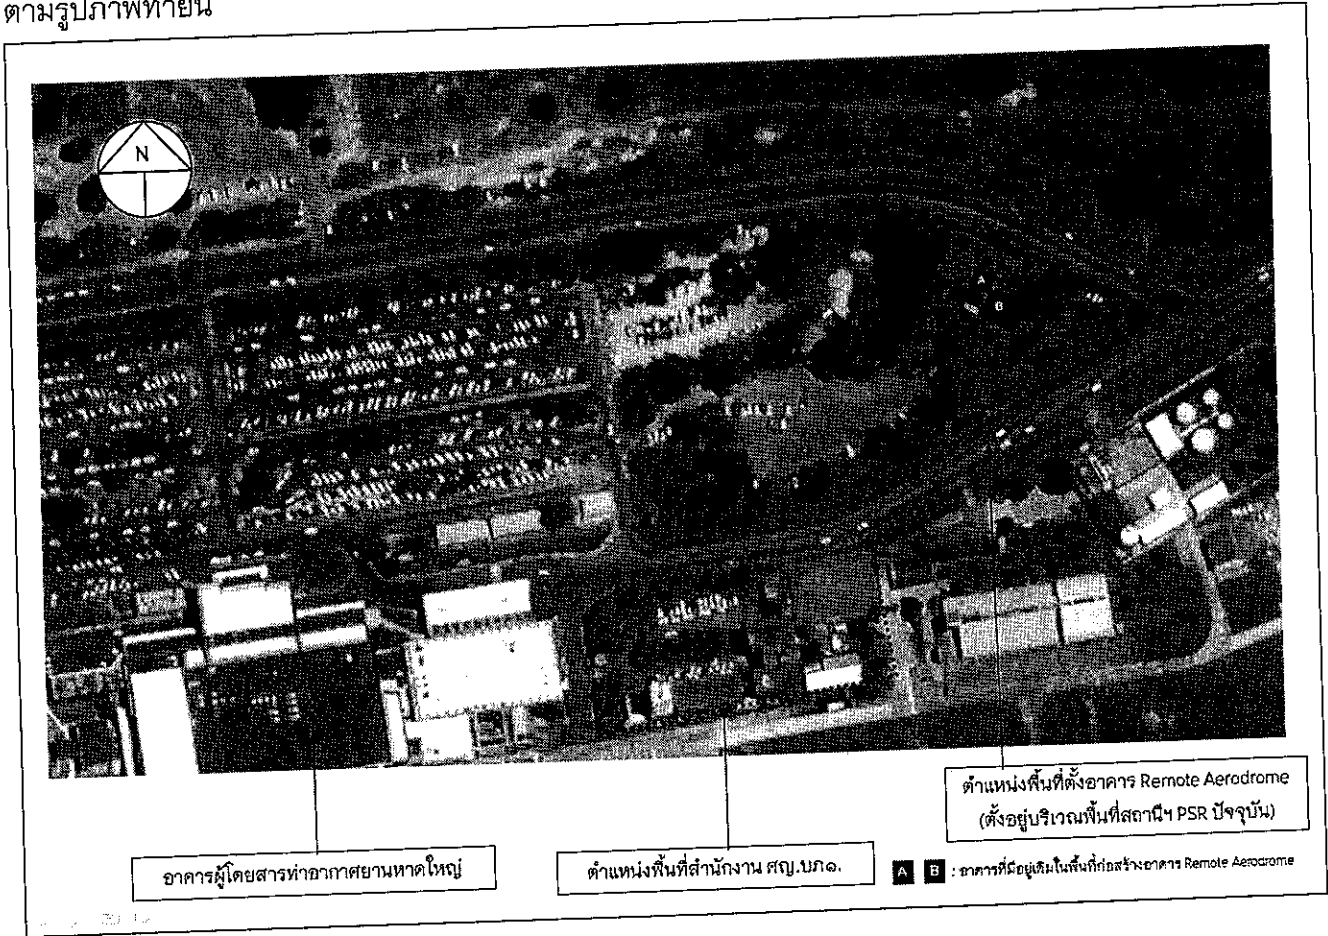 ตามรูปภาพท้ายนี้
N
A
B
ตำแหน่งพื้นที่ตั้งอาคาร Remote Aerodrome
(ตั้งอยู่บริเวณพื้นที่สถานีฯ PSR ปัจจุบัน)
อาคารผู้โดยสารท่าอากาศยานหาดใหญ่
ตำแหน่งพื้นที่สำนักงาน ศญ.บภ๑.
A B : อาคารที่มีอยู่เดิมในพื้นที่ก่อสร้างอาคาร Remote Aerodrome